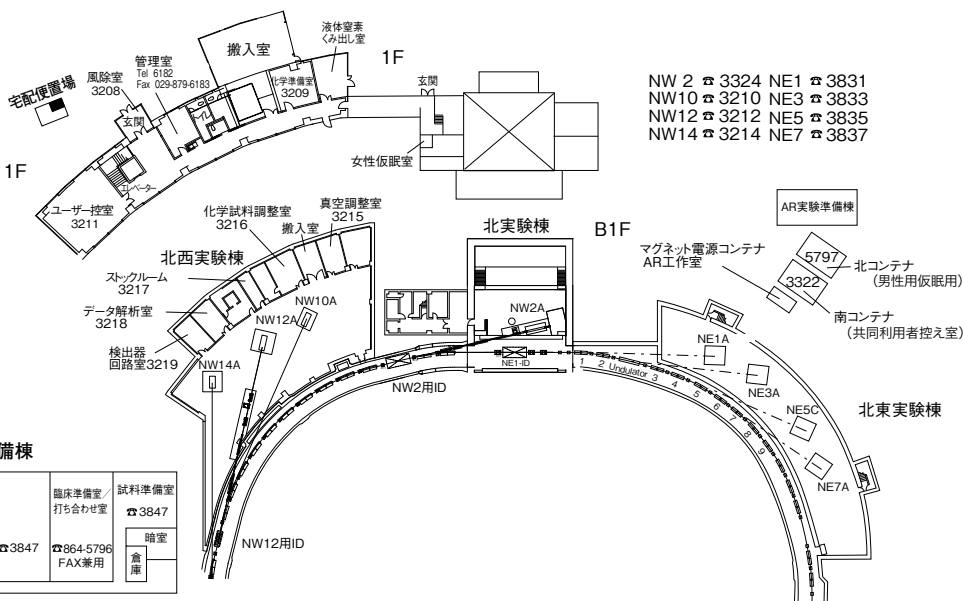 搬入室
液体窒素
くみ出し室
1F
管理室
Tel 6182
Fax 029-879-6183
化学準備室
3209
風除室
3208
宅配便置場
玄関
玄関
トイレ
女性仮眠室
1F
エレベーター
ユーザー控室
3211
NW 2 ☎ 3324 NE1 ☎ 3831
NW10 ☎ 3210 NE3 ☎ 3833
NW12 ☎ 3212 NE5 ☎ 3835
NW14 ☎ 3214 NE7 ☎ 3837
AR実験準備棟
5797
3322
北コンテナ
(男性用仮眠用)
南コンテナ
(共同利用者控え室)
マグネット電源コンテナ
AR工作室
B1F
北実験棟
真空調整室
3215
搬入室
化学試料調整室
3216
北西実験棟
ストックルーム
3217
データ解析室
3218
検出器
回路室3219
NW10A
NW12A
NW14A
NW2A
NE1-ID
NW2用ID
NW12用ID
1 2 Undulator 3 4 5 6 7 8 9
NE1A
NE3A
NE5C
NE7A
北東実験棟
備棟
☎3847
臨床準備室/
打ち合わせ室
☎864-5796
FAX兼用
試料準備室
☎3847
暗室
倉庫